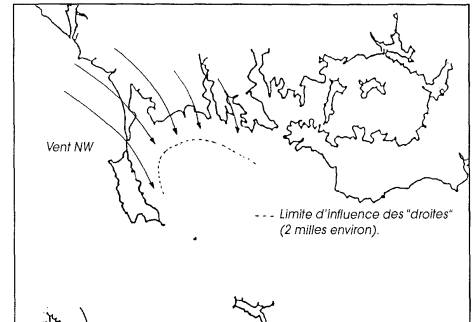 Vent NW
--- Limite d'influence des "droites"
(2 milles environ).